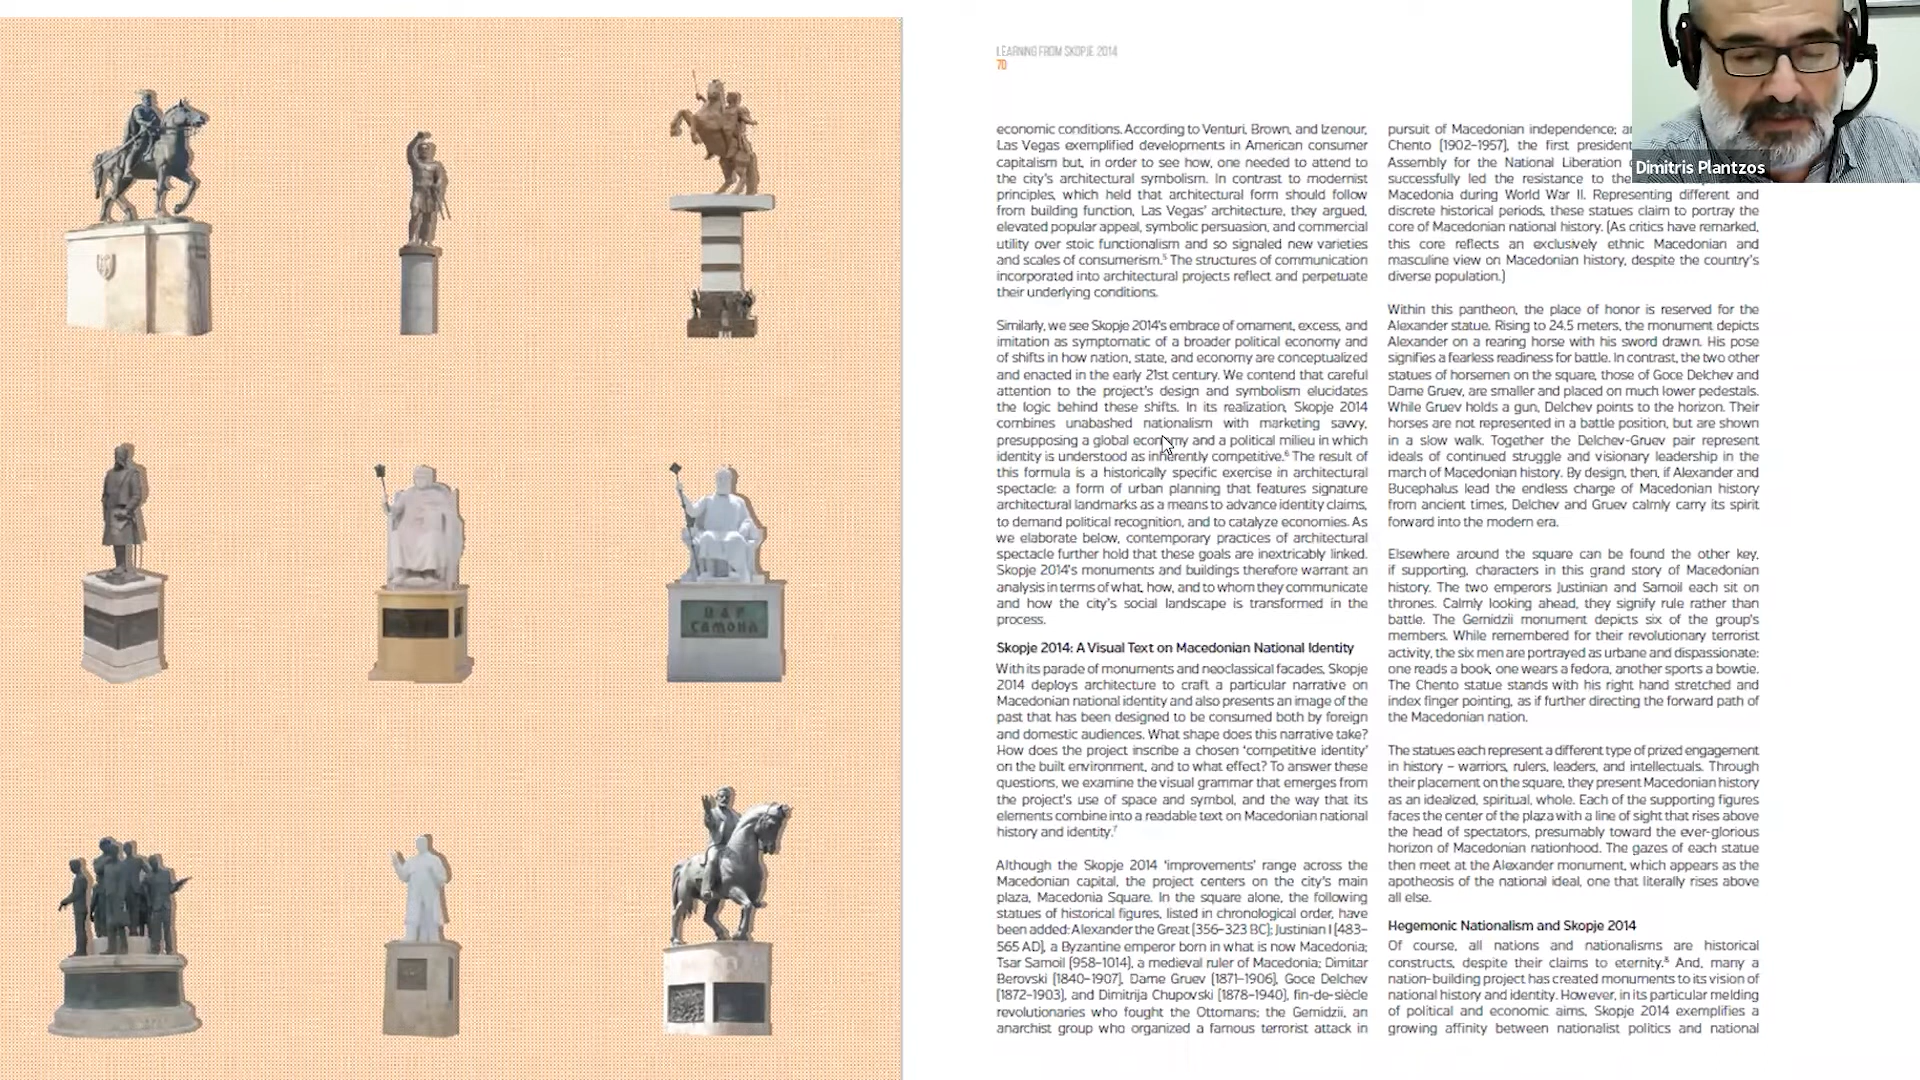 LEARNING FROM SKOPJE 2014
70
economic conditions. According to Venturi, Brown, and Izenour,
Las Vegas exemplified developments in American consumer
capitalism but, in order to see how, one needed to attend to
the city's architectural symbolism. In contrast to modernist
principles, which held that architectural form should follow
from building function, Las Vegas' architecture, they argued,
elevated popular appeal, symbolic persuasion, and commercial
utility over stoic functionalism and so signaled new varieties
and scales of consumerism.⁵ The structures of communication
incorporated into architectural projects reflect and perpetuate
their underlying conditions.
Similarly, we see Skopje 2014's embrace of ornament, excess, and
imitation as symptomatic of a broader political economy and
of shifts in how nation, state, and economy are conceptualized
and enacted in the early 21st century. We contend that careful
attention to the project's design and symbolism elucidates
the logic behind these shifts. In its realization, Skopje 2014
combines unabashed nationalism with marketing savvy,
presupposing a global economy and a political milieu in which
identity is understood as inherently competitive.⁶ The result of
this formula is a historically specific exercise in architectural
spectacle: a form of urban planning that features signature
architectural landmarks as a means to advance identity claims,
to demand political recognition, and to catalyze economies. As
we elaborate below, contemporary practices of architectural
spectacle further hold that these goals are inextricably linked.
Skopje 2014's monuments and buildings therefore warrant an
analysis in terms of what, how, and to whom they communicate
and how the city's social landscape is transformed in the
process.
Skopje 2014: A Visual Text on Macedonian National Identity
With its parade of monuments and neoclassical facades, Skopje
2014 deploys architecture to craft a particular narrative on
Macedonian national identity and also presents an image of the
past that has been designed to be consumed both by foreign
and domestic audiences. What shape does this narrative take?
How does the project inscribe a chosen 'competitive identity'
on the built environment, and to what effect? To answer these
questions, we examine the visual grammar that emerges from
the project's use of space and symbol, and the way that its
elements combine into a readable text on Macedonian national
history and identity.⁷
Although the Skopje 2014 'improvements' range across the
Macedonian capital, the project centers on the city's main
plaza, Macedonia Square. In the square alone, the following
statues of historical figures, listed in chronological order, have
been added: Alexander the Great (356–323 BC); Justinian I (483–
565 AD), a Byzantine emperor born in what is now Macedonia;
Tsar Samoil (958–1014), a medieval ruler of Macedonia; Dimitar
Berovski (1840–1907), Dame Gruev (1871–1906), Goce Delchev
(1872–1903), and Dimitrija Chupovski (1878–1940), fin-de-siècle
revolutionaries who fought the Ottomans; the Gemidzii, an
anarchist group who organized a famous terrorist attack in
pursuit of Macedonian independence;
Chento (1902–1957), the first president
Assembly for the National Liberation
successfully led the resistance to the
Macedonia during World War II. Representing different and
discrete historical periods, these statues claim to portray the
core of Macedonian national history. (As critics have remarked,
this core reflects an exclusively ethnic Macedonian and
masculine view on Macedonian history, despite the country's
diverse population.)
Within this pantheon, the place of honor is reserved for the
Alexander statue. Rising to 24.5 meters, the monument depicts
Alexander on a rearing horse with his sword drawn. His pose
signifies a fearless readiness for battle. In contrast, the two other
statues of horsemen on the square, those of Goce Delchev and
Dame Gruev, are smaller and placed on much lower pedestals.
While Gruev holds a gun, Delchev points to the horizon. Their
horses are not represented in a battle position, but are shown
in a slow walk. Together the Delchev-Gruev pair represent
ideals of continued struggle and visionary leadership in the
march of Macedonian history. By design, then, if Alexander and
Bucephalus lead the endless charge of Macedonian history
from ancient times, Delchev and Gruev calmly carry its spirit
forward into the modern era.
Elsewhere around the square can be found the other key,
if supporting, characters in this grand story of Macedonian
history. The two emperors Justinian and Samoil each sit on
thrones. Calmly looking ahead, they signify rule rather than
battle. The Gemidzii monument depicts six of the group's
members. While remembered for their revolutionary terrorist
activity, the six men are portrayed as urbane and dispassionate:
one reads a book, one wears a fedora, another sports a bowtie.
The Chento statue stands with his right hand stretched and
index finger pointing, as if further directing the forward path of
the Macedonian nation.
The statues each represent a different type of prized engagement
in history – warriors, rulers, leaders, and intellectuals. Through
their placement on the square, they present Macedonian history
as an idealized, spiritual, whole. Each of the supporting figures
faces the center of the plaza with a line of sight that rises above
the head of spectators, presumably toward the ever-glorious
horizon of Macedonian nationhood. The gazes of each statue
then meet at the Alexander monument, which appears as the
apotheosis of the national ideal, one that literally rises above
all else.
Hegemonic Nationalism and Skopje 2014
Of course, all nations and nationalisms are historical
constructs, despite their claims to eternity.⁸ And, many a
nation-building project has created monuments to its vision of
national history and identity. However, in its particular melding
of political and economic aims, Skopje 2014 exemplifies a
growing affinity between nationalist politics and national
Dimitris Plantzos
ЦАР
САМОИЛ